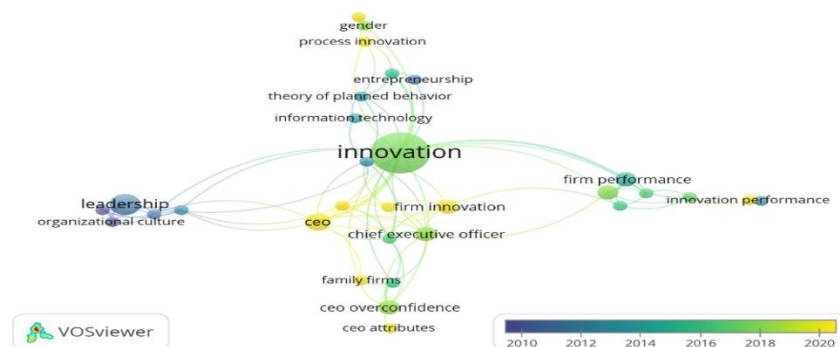 gender
process innovation
entrepreneurship
theory of planned behavior
information technology
innovation
firm performance
leadership
innovation performance
firm innovation
organizational culture
ceo
chief executive officer
family firms
ceo overconfidence
ceo attributes
VOSviewer
2010 2012 2014 2016 2018 2020